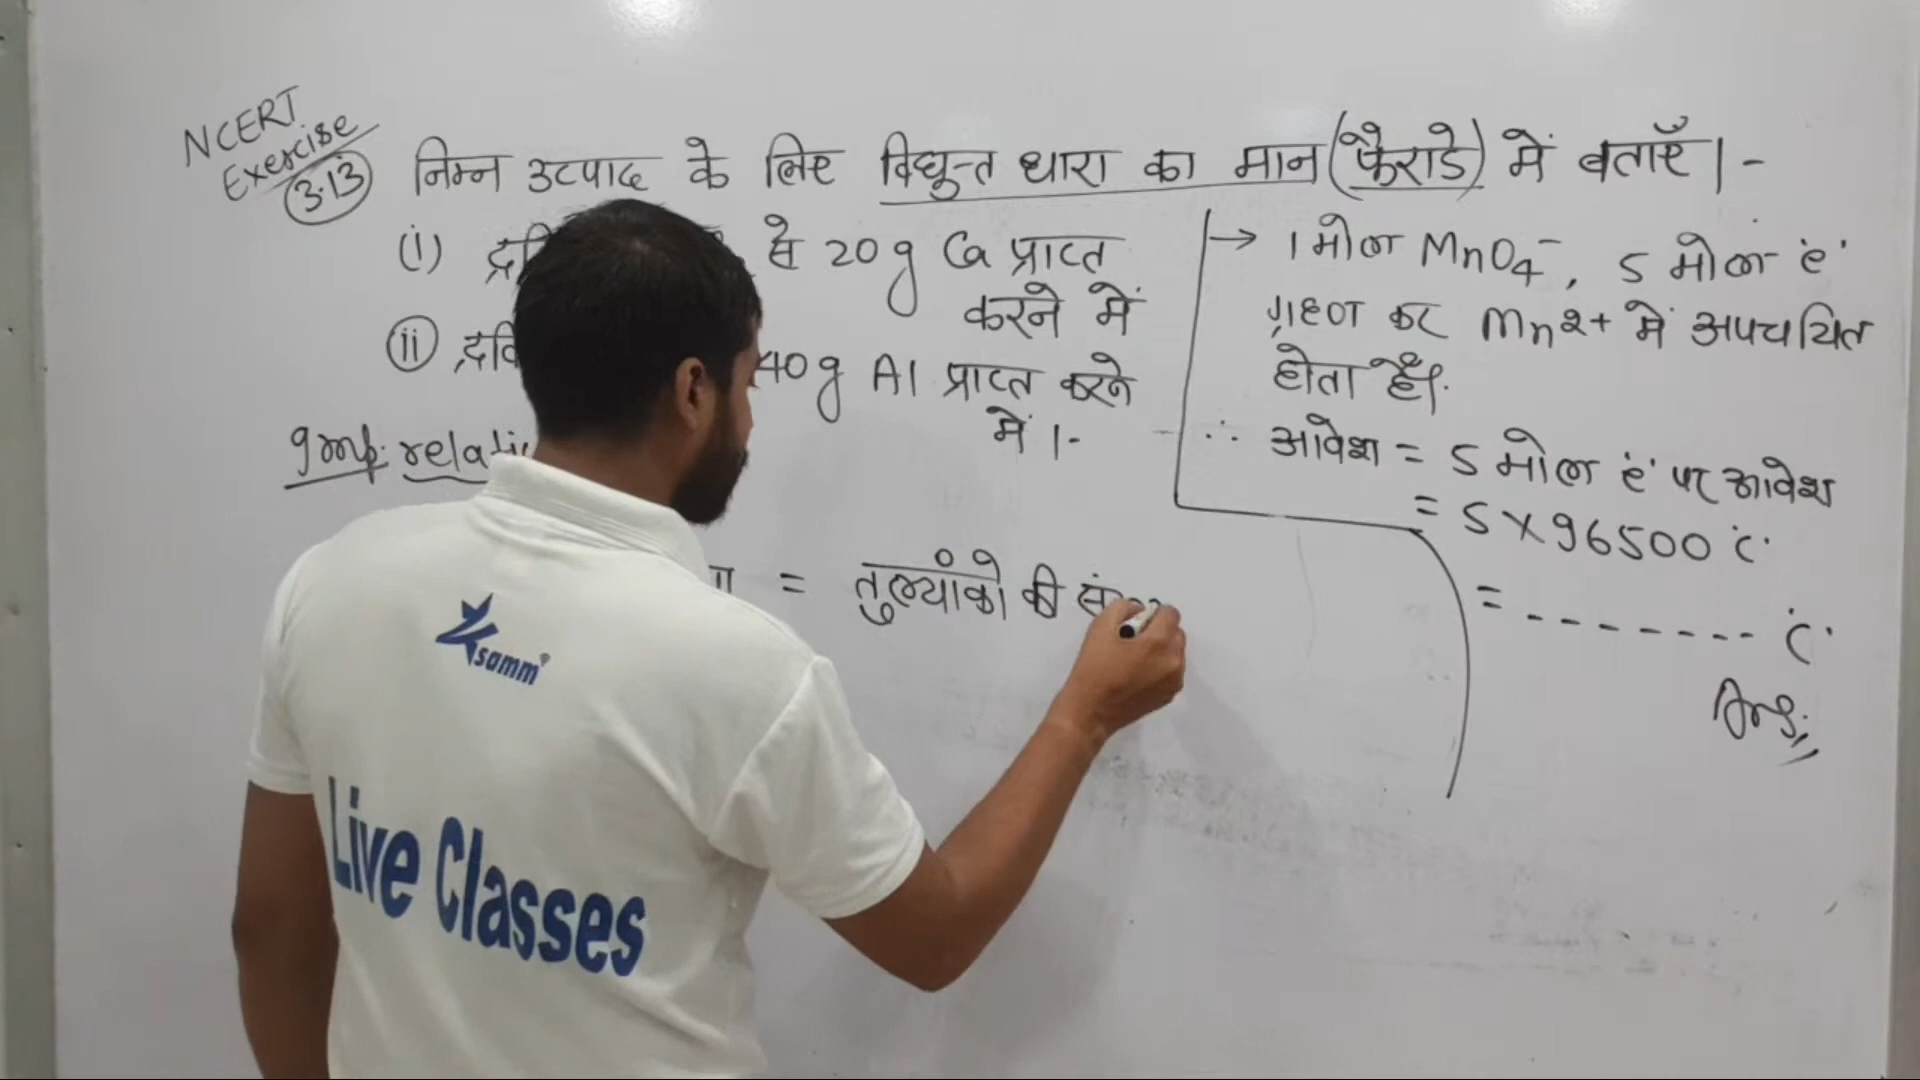 NCERT
Exercise
3.13
निम्न उत्पाद के लिए विधुत धारा का मान (फैराडे) में बताएँ। -
(i) से 20g Ca प्राप्त
करने में
(ii) 40g Al प्राप्त करने
में।-
Imp.
= तुल्यांको की
→ 1 मोल MnO4-, 5 मोल 'e'
ग्रहण कर Mn2+ में अपचयित
होता है।
∴ आवेश = 5 मोल 'e' पर आवेश
= 5 X 96500 'C'
= -------- 'C'
Ans.
samm
Live Classes